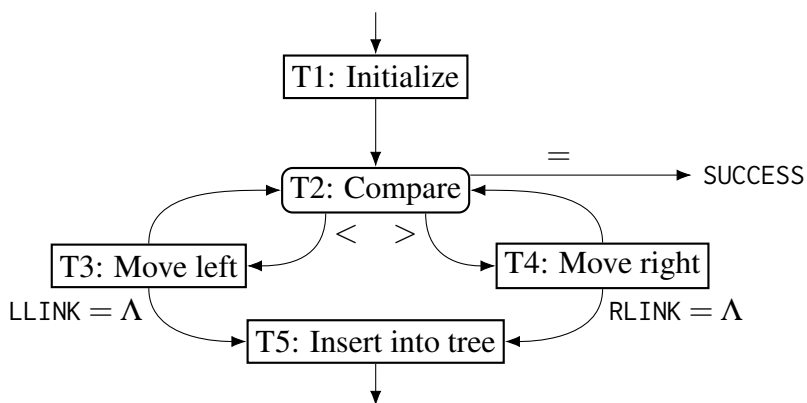 T1: Initialize
=
T2: Compare
SUCCESS
< >
T3: Move left
T4: Move right
LLINK = Λ
RLINK = Λ
T5: Insert into tree